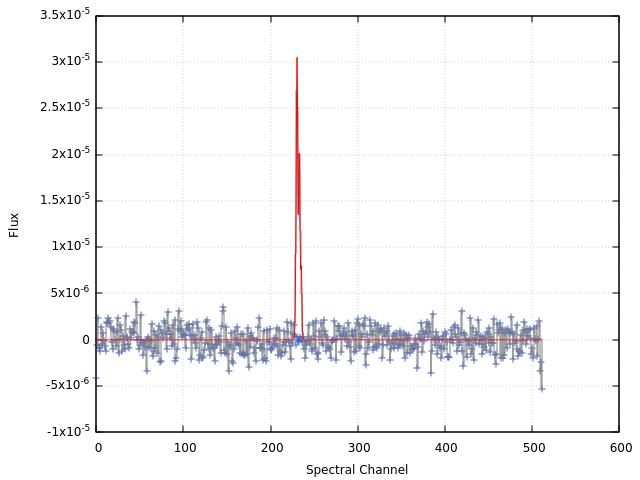 3.5x10⁻⁵
3x10⁻⁵
2.5x10⁻⁵
2x10⁻⁵
1.5x10⁻⁵
1x10⁻⁵
5x10⁻⁶
0
-5x10⁻⁶
-1x10⁻⁵
Flux
0 100 200 300 400 500 600
Spectral Channel